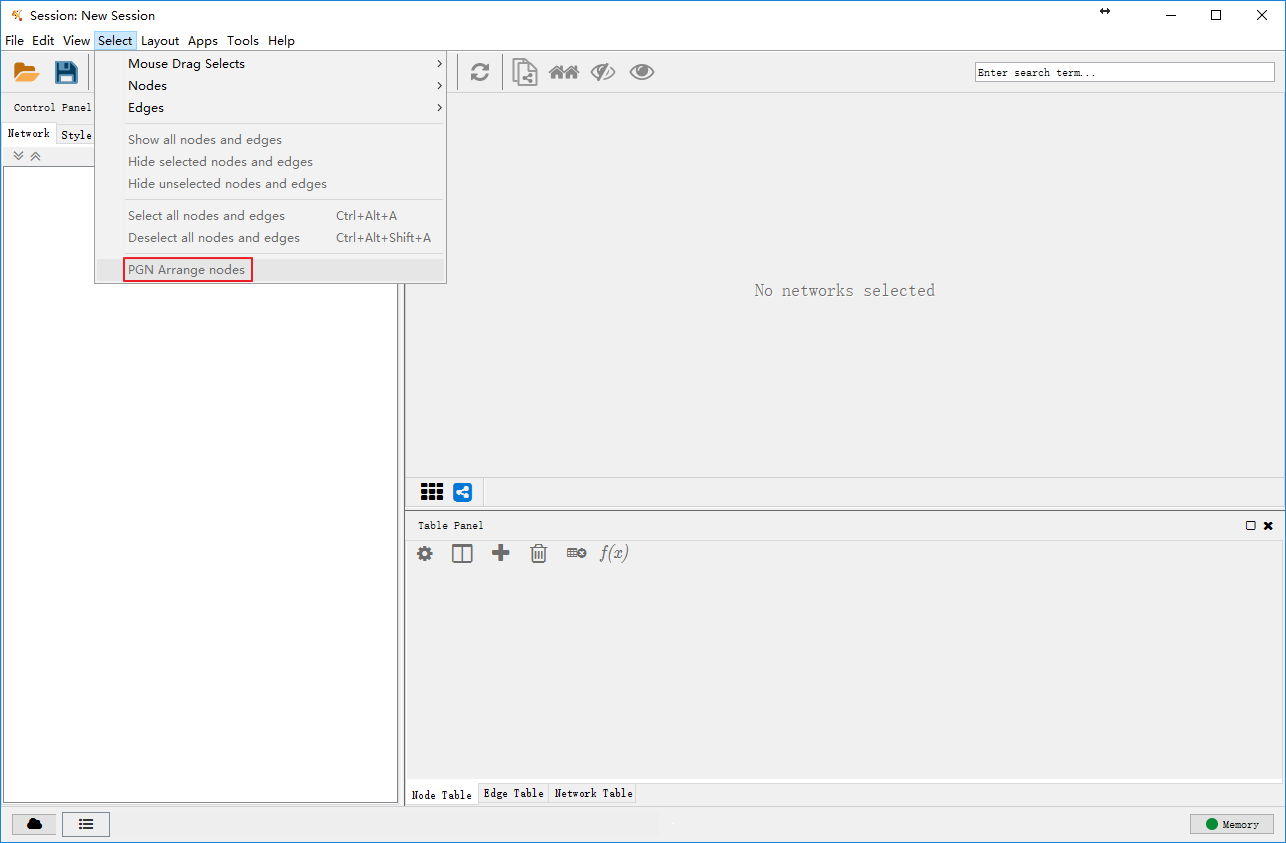 Session: New Session
File Edit View Select Layout Apps Tools Help
Mouse Drag Selects
Nodes
Edges
Show all nodes and edges
Hide selected nodes and edges
Hide unselected nodes and edges
Select all nodes and edges Ctrl+Alt+A
Deselect all nodes and edges Ctrl+Alt+Shift+A
PGN Arrange nodes
Enter search term...
Control Panel
Network Style
No networks selected
Table Panel
f(x)
Node Table Edge Table Network Table
Memory